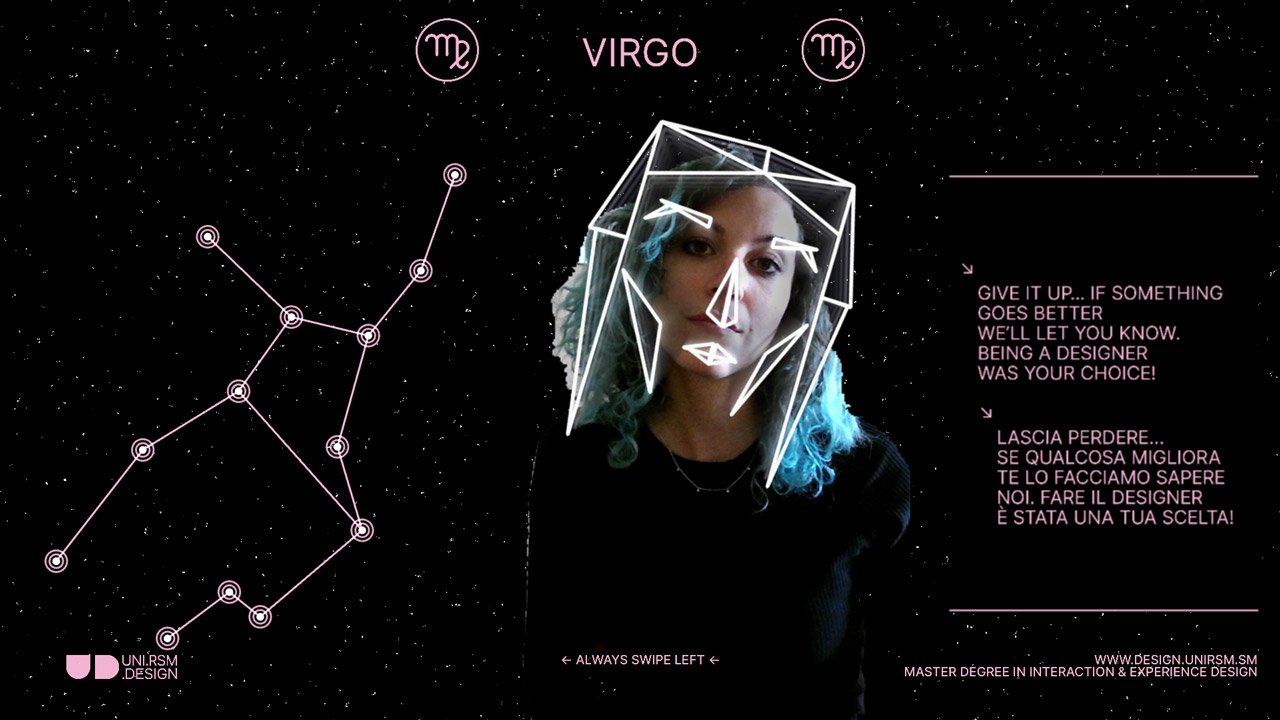 VIRGO
GIVE IT UP... IF SOMETHING
GOES BETTER
WE'LL LET YOU KNOW.
BEING A DESIGNER
WAS YOUR CHOICE!
LASCIA PERDERE...
SE QUALCOSA MIGLIORA
TE LO FACCIAMO SAPERE
NOI. FARE IL DESIGNER
È STATA UNA TUA SCELTA!
UD UNI.RSM
.DESIGN
← ALWAYS SWIPE LEFT ←
WWW.DESIGN.UNIRSM.SM
MASTER DEGREE IN INTERACTION & EXPERIENCE DESIGN